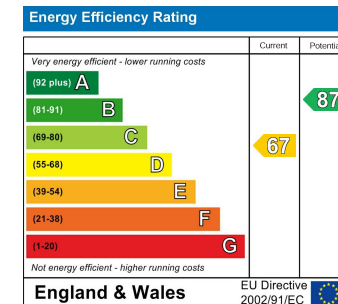 Energy Efficiency Rating
Current Potentia
Very energy efficient - lower running costs
(92 plus) A
(81-91) B
87
(69-80) C
67
(55-68) D
(39-54) E
(21-38) F
(1-20) G
Not energy efficient - higher running costs
England & Wales
EU Directive
2002/91/EC